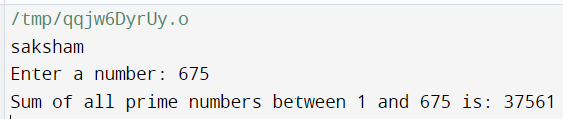 /tmp/qqjw6DyrUy.o
saksham
Enter a number: 675
Sum of all prime numbers between 1 and 675 is: 37561